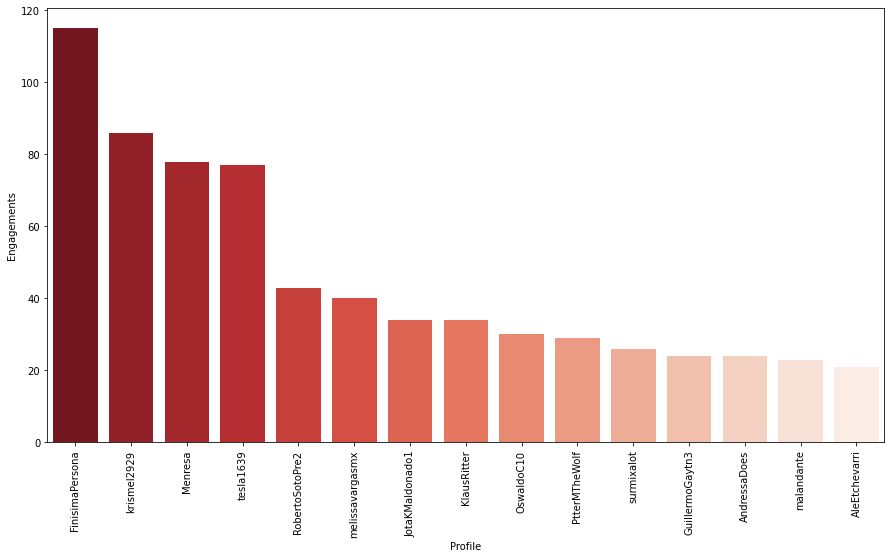 120
100
80
60
40
20
0
Engagements
FinisimaPersona
krismel2929
Menresa
tesla1639
RobertoSotoPre2
melissavargasmx
JotaKMaldonado1
KlausRitter
OswaldoC10
PtterMTheWolf
surmixalot
GuillermoGaytn3
AndressaDoes
malandante
AleEtchevarri
Profile